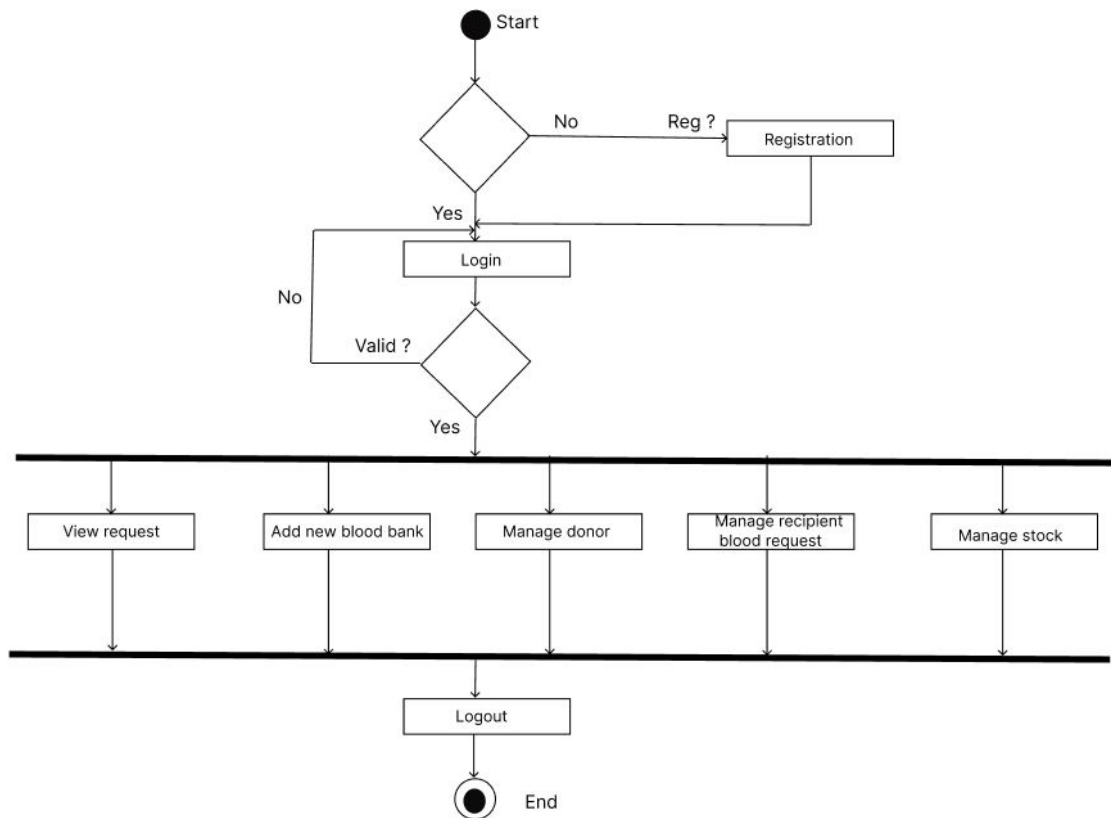 Start
No
Reg ?
Registration
Yes
Login
No
Valid ?
Yes
View request
Add new blood bank
Manage donor
Manage recipient
blood request
Manage stock
Logout
End